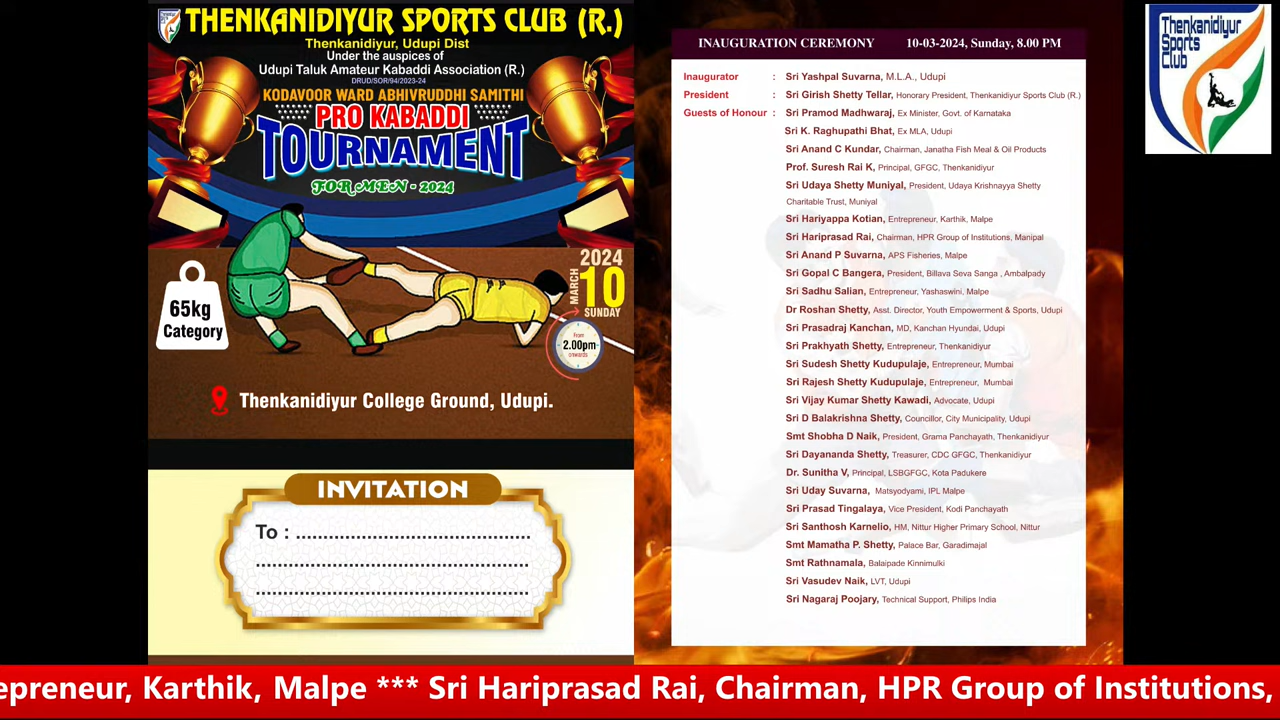 THENKANIDIYUR SPORTS CLUB (R.)
Thenkanidiyur, Udupi Dist
Under the auspices of
Udupi Taluk Amateur Kabaddi Association (R.)
DRUD/SOR/94/2023-24
KODAVOOR WARD ABHIVRUDDHI SAMITHI
PRO KABADDI
TOURNAMENT
FOR MEN - 2024
65kg
Category
2024
MARCH
10
SUNDAY
From
2.00pm
onwards
Thenkanidiyur College Ground, Udupi.
INVITATION
To : ..........................................
................................................
................................................
INAUGURATION CEREMONY 10-03-2024, Sunday, 8.00 PM
Inaugurator : Sri Yashpal Suvarna, M.L.A., Udupi
President : Sri Girish Shetty Tellar, Honorary President, Thenkanidiyur Sports Club (R.)
Guests of Honour : Sri Pramod Madhwaraj, Ex Minister, Govt. of Karnataka
Sri K. Raghupathi Bhat, Ex MLA, Udupi
Sri Anand C Kundar, Chairman, Janatha Fish Meal & Oil Products
Prof. Suresh Rai K, Principal, GFGC, Thenkanidiyur
Sri Udaya Shetty Muniyal, President, Udaya Krishnayya Shetty
Charitable Trust, Muniyal
Sri Hariyappa Kotian, Entrepreneur, Karthik, Malpe
Sri Hariprasad Rai, Chairman, HPR Group of Institutions, Manipal
Sri Anand P Suvarna, APS Fisheries, Malpe
Sri Gopal C Bangera, President, Billava Seva Sanga , Ambalpady
Sri Sadhu Salian, Entrepreneur, Yashaswini, Malpe
Dr Roshan Shetty, Asst. Director, Youth Empowerment & Sports, Udupi
Sri Prasadraj Kanchan, MD, Kanchan Hyundai, Udupi
Sri Prakhyath Shetty, Entrepreneur, Thenkanidiyur
Sri Sudesh Shetty Kudupulaje, Entrepreneur, Mumbai
Sri Rajesh Shetty Kudupulaje, Entrepreneur, Mumbai
Sri Vijay Kumar Shetty Kawadi, Advocate, Udupi
Sri D Balakrishna Shetty, Councillor, City Municipality, Udupi
Smt Shobha D Naik, President, Grama Panchayath, Thenkanidiyur
Sri Dayananda Shetty, Treasurer, CDC GFGC, Thenkanidiyur
Dr. Sunitha V, Principal, LSBGFGC, Kota Padukere
Sri Uday Suvarna, Matsyodyami, IPL Malpe
Sri Prasad Tingalaya, Vice President, Kodi Panchayath
Sri Santhosh Karnelio, HM, Nittur Higher Primary School, Nittur
Smt Mamatha P. Shetty, Palace Bar, Garadimajal
Smt Rathnamala, Balaipade Kinnimulki
Sri Vasudev Naik, LVT, Udupi
Sri Nagaraj Poojary, Technical Support, Philips India
Thenkanidiyur
Sports
Club
epreneur, Karthik, Malpe *** Sri Hariprasad Rai, Chairman, HPR Group of Institutions,